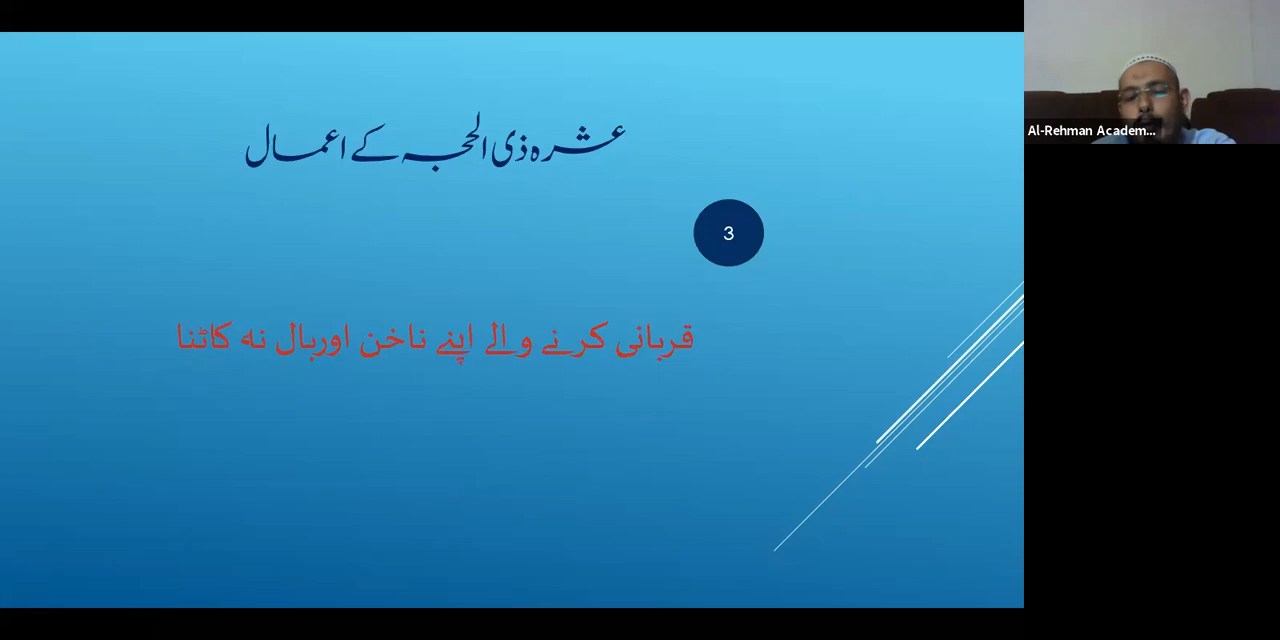 عشرہ ذی الحجہ کے اعمال
3
قربانی کرنے والے اپنے ناخن اوربال نہ کاٹنا
Al-Rehman Academ...